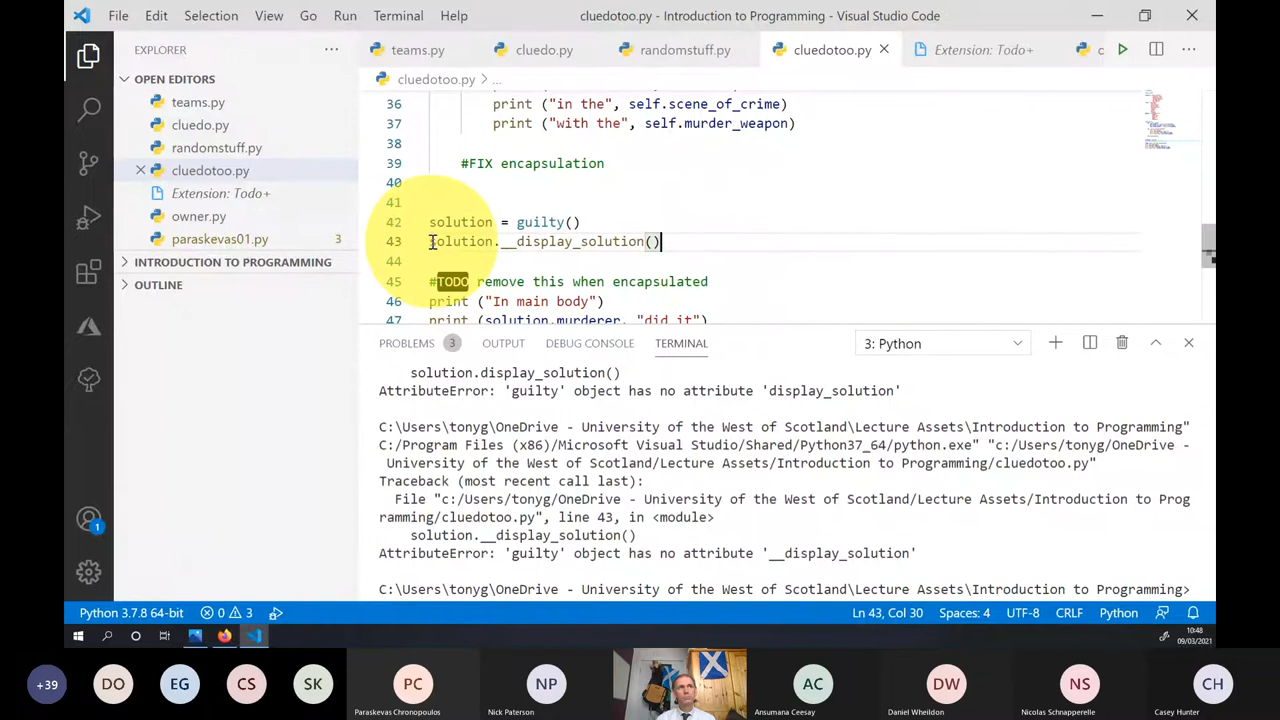 File Edit Selection View Go Run Terminal Help
cluedotoo.py - Introduction to Programming - Visual Studio Code
EXPLORER
teams.py cluedo.py randomstuff.py cluedotoo.py Extension: Todo+ c
OPEN EDITORS
teams.py
cluedo.py
randomstuff.py
cluedotoo.py
Extension: Todo+
owner.py
paraskevas01.py 3
INTRODUCTION TO PROGRAMMING
OUTLINE
cluedotoo.py > ...
36 print ("in the", self.scene_of_crime)
37 print ("with the", self.murder_weapon)
38
39 #FIX encapsulation
40
41
42 solution = guilty()
43 solution.__display_solution()
44
45 #TODO remove this when encapsulated
46 print ("In main body")
47 print (solution.murderer, "did it")
PROBLEMS 3 OUTPUT DEBUG CONSOLE TERMINAL 3: Python
solution.display_solution()
AttributeError: 'guilty' object has no attribute 'display_solution'
C:\Users\tonyg\OneDrive - University of the West of Scotland\Lecture Assets\Introduction to Programming>"
C:/Program Files (x86)/Microsoft Visual Studio/Shared/Python37_64/python.exe" "c:/Users/tonyg/OneDrive -
University of the West of Scotland/Lecture Assets/Introduction to Programming/cluedotoo.py"
Traceback (most recent call last):
File "c:/Users/tonyg/OneDrive - University of the West of Scotland/Lecture Assets/Introduction to Prog
ramming/cluedotoo.py", line 43, in <module>
solution.__display_solution()
AttributeError: 'guilty' object has no attribute '__display_solution'
C:\Users\tonyg\OneDrive - University of the West of Scotland\Lecture Assets\Introduction to Programming>
1
Python 3.7.8 64-bit 0 3 Ln 43, Col 30 Spaces: 4 UTF-8 CRLF Python
10:48
09/03/2021
+39 DO EG CS SK PC NP AC DW NS CH
Paraskevas Chronopoulos Nick Paterson Ansumana Ceesay Daniel Wheildon Nicolas Schnapperelle Casey Hunter